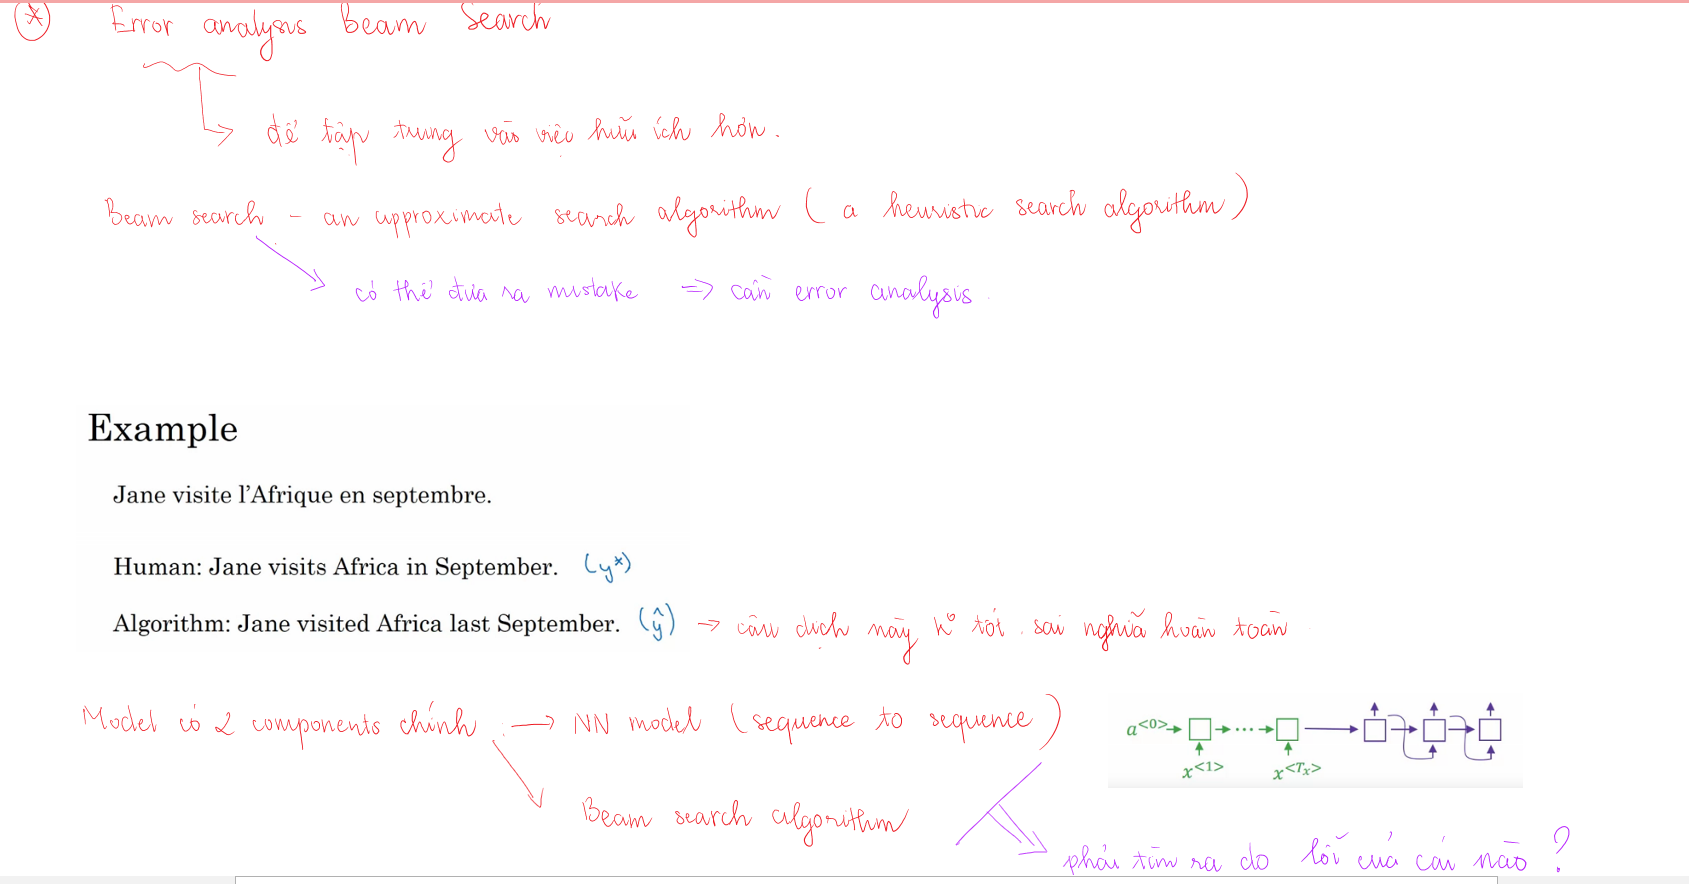 (*) Error analysis Beam Search
để tập trung vào việc hữu ích hơn.
Beam search - an approximate search algorithm ( a heuristic search algorithm )
có thể đưa ra mistake => cần error analysis.
Example
Jane visite l'Afrique en septembre.
Human: Jane visits Africa in September. (y*)
Algorithm: Jane visited Africa last September. (ŷ) → câu dịch này k° tốt. sai nghĩa hoàn toàn
Model có 2 components chính : → NN model ( sequence to sequence )
a<0> ...
x<1> x<Tx>
Beam search algorithm
phải tìm ra do lỗi của cái nào ?